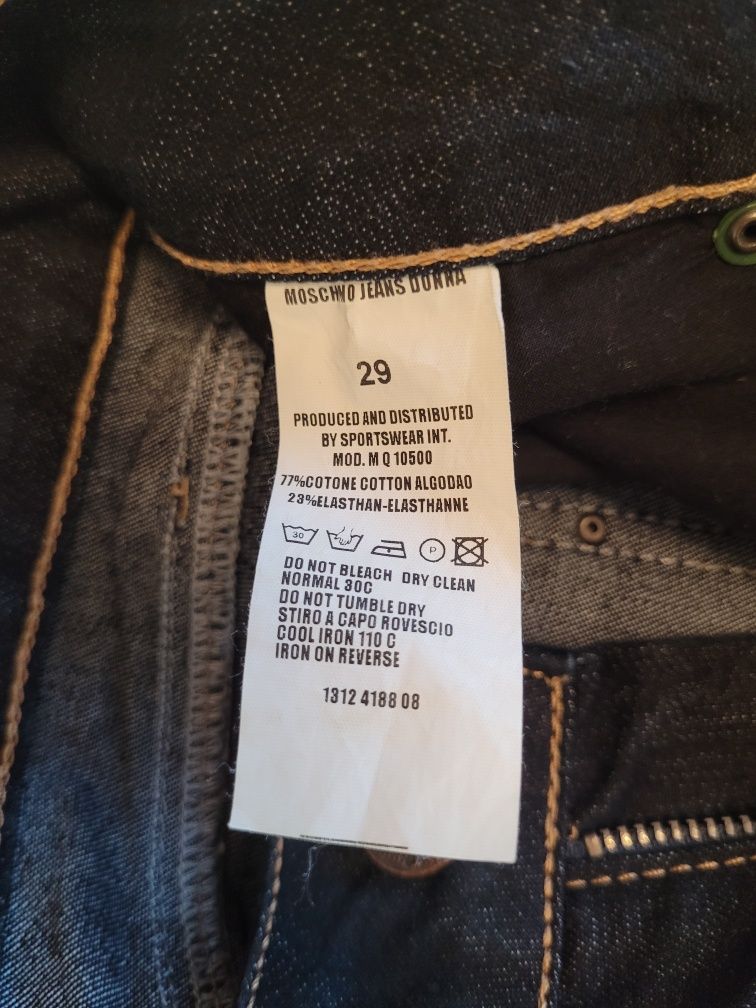 MOSCHINO JEANS DONNA
29
PRODUCED AND DISTRIBUTED
BY SPORTSWEAR INT.
MOD. M Q 10500
77%COTONE COTTON ALGODAO
23%ELASTHAN-ELASTHANNE
30 P
DO NOT BLEACH DRY CLEAN
NORMAL 30C
DO NOT TUMBLE DRY
STIRO A CAPO ROVESCIO
COOL IRON 110 C
IRON ON REVERSE
1312 4188 08